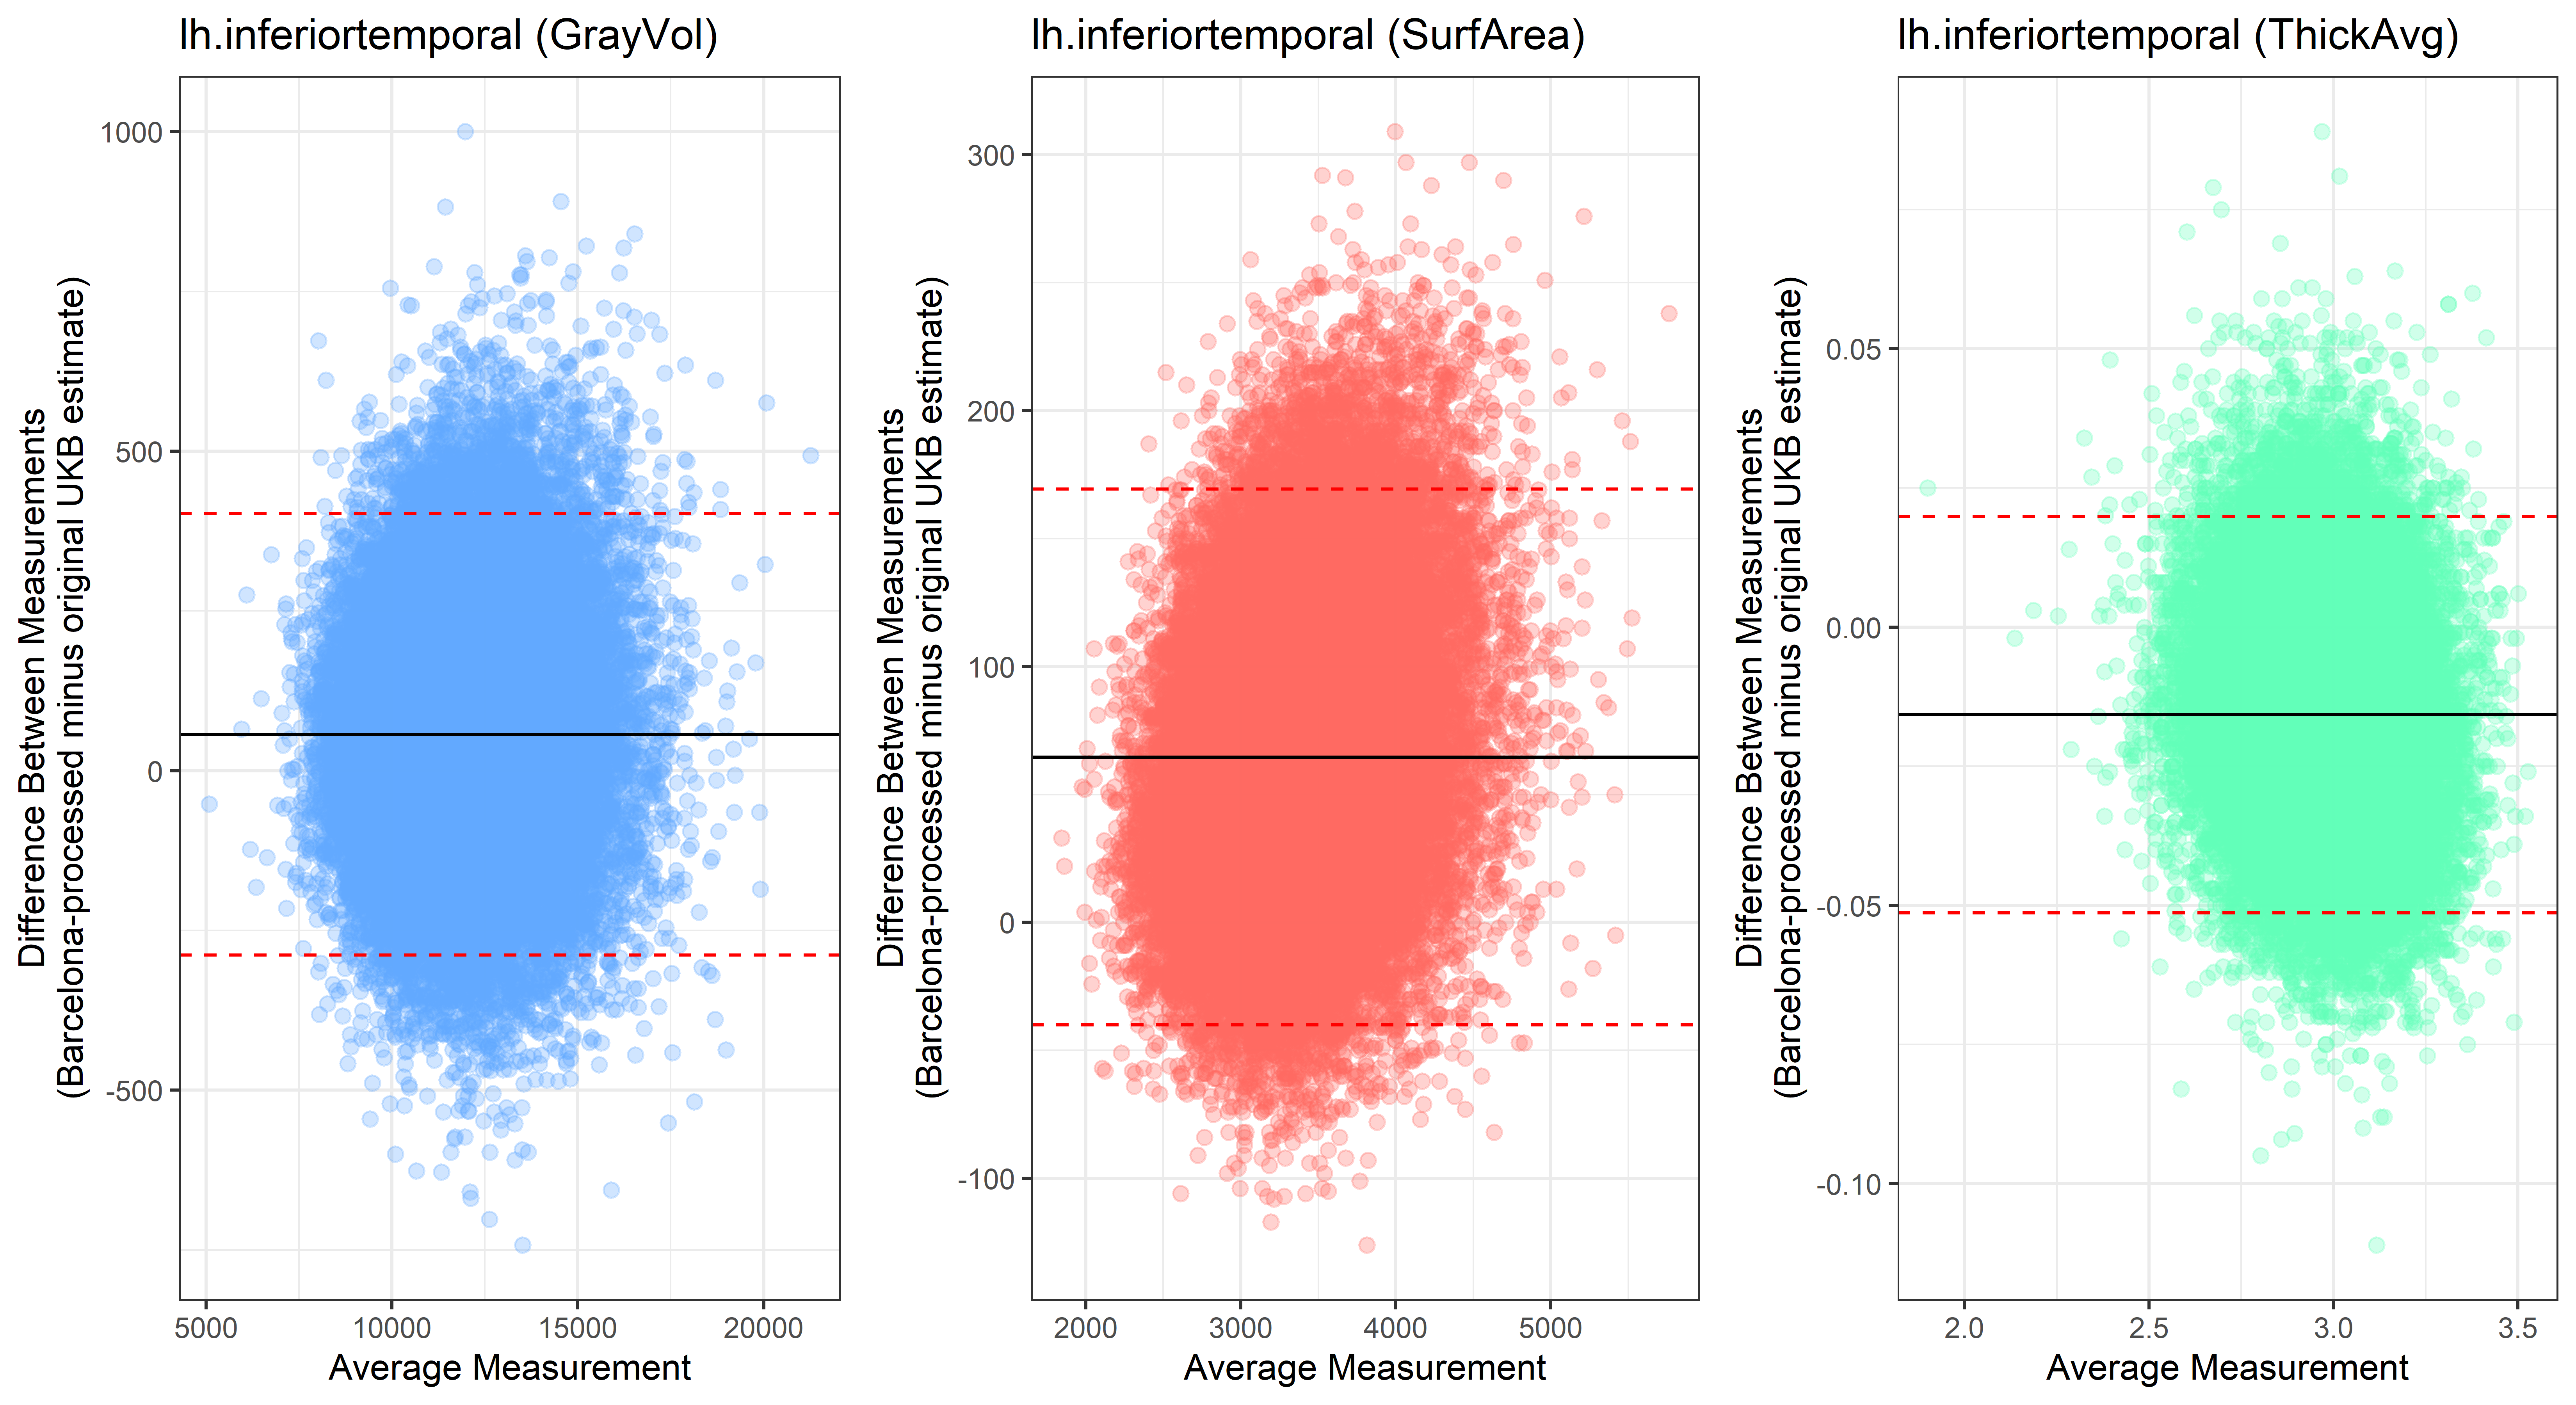 lh.inferiortemporal (GrayVol)
Difference Between Measurements
(Barcelona-processed minus original UKB estimate)
1000
500
0
-500
5000
10000
15000
20000
Average Measurement
lh.inferiortemporal (SurfArea)
Difference Between Measurements
(Barcelona-processed minus original UKB estimate)
300
200
100
0
-100
2000
3000
4000
5000
Average Measurement
lh.inferiortemporal (ThickAvg)
Difference Between Measurements
(Barcelona-processed minus original UKB estimate)
0.05
0.00
-0.05
-0.10
2.0
2.5
3.0
3.5
Average Measurement